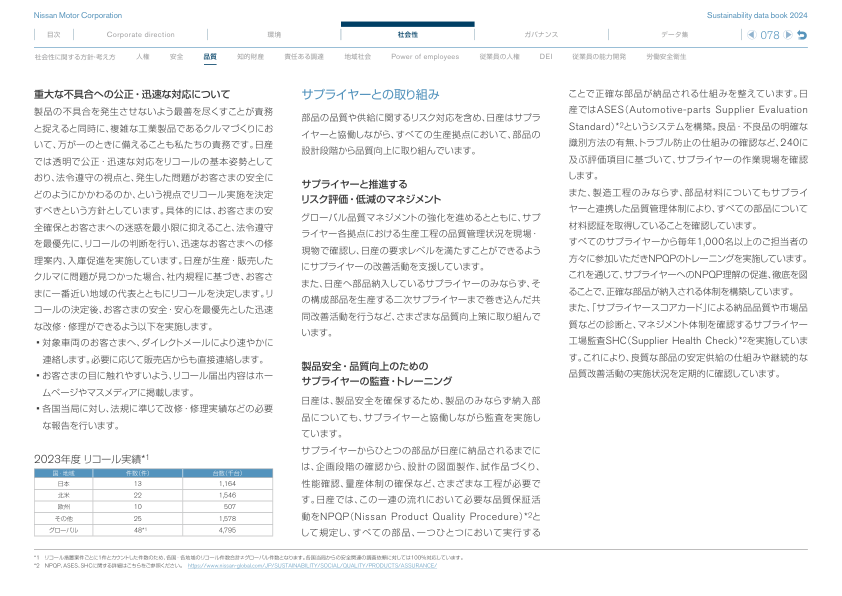 Nissan Motor Corporation
Sustainability data book 2024
目次
Corporate direction
環境
社会性
ガバナンス
データ集
078
社会性に関する方針・考え方
人権
安全
品質
知的財産
責任ある調達
地域社会
Power of employees
従業員の人権
DEI
従業員の能力開発
労働安全衛生
重大な不具合への公正・迅速な対応について
製品の不具合を発生させないよう最善を尽くすことが責務
と捉えると同時に、複雑な工業製品であるクルマづくりにお
いて、万が一のときに備えることも私たちの責務です。日産
では透明で公正・迅速な対応をリコールの基本姿勢として
おり、法令遵守の視点と、発生した問題がお客さまの安全に
どのようにかかわるのか、という視点でリコール実施を決定
すべきという方針としています。具体的には、お客さまの安
全確保とお客さまへの迷惑を最小限に抑えること、法令遵守
を最優先に、リコールの判断を行い、迅速なお客さまへの修
理案内、入庫促進を実施しています。日産が生産・販売した
クルマに問題が見つかった場合、社内規程に基づき、お客さ
まに一番近い地域の代表とともにリコールを決定します。リ
コールの決定後、お客さまの安全・安心を最優先とした迅速
な改修・修理ができるよう以下を実施します。
▪ 対象車両のお客さまへ、ダイレクトメールにより速やかに
連絡します。必要に応じて販売店からも直接連絡します。
▪ お客さまの目に触れやすいよう、リコール届出内容はホー
ムページやマスメディアに掲載します。
▪ 各国当局に対し、法規に準じて改修・修理実績などの必要
な報告を行います。
2023年度 リコール実績*1
国・地域 件数(件) 台数(千台)
日本 13 1,164
北米 22 1,546
欧州 10 507
その他 25 1,578
グローバル 48*1 4,795
サプライヤーとの取り組み
部品の品質や供給に関するリスク対応を含め、日産はサプラ
イヤーと協働しながら、すべての生産拠点において、部品の
設計段階から品質向上に取り組んでいます。
サプライヤーと推進する
リスク評価・低減のマネジメント
グローバル品質マネジメントの強化を進めるとともに、サプ
ライヤー各拠点における生産工程の品質管理状況を現場・
現物で確認し、日産の要求レベルを満たすことができるよう
にサプライヤーの改善活動を支援しています。
また、日産へ部品納入しているサプライヤーのみならず、そ
の構成部品を生産する二次サプライヤーまで巻き込んだ共
同改善活動を行うなど、さまざまな品質向上策に取り組んで
います。
製品安全・品質向上のための
サプライヤーの監査・トレーニング
日産は、製品安全を確保するため、製品のみならず納入部
品についても、サプライヤーと協働しながら監査を実施し
ています。
サプライヤーからひとつの部品が日産に納品されるまでに
は、企画段階の確認から、設計の図面製作、試作品づくり、
性能確認、量産体制の確保など、さまざまな工程が必要で
す。日産では、この一連の流れにおいて必要な品質保証活
動をNPQP(Nissan Product Quality Procedure)*2と
して規定し、すべての部品、一つひとつにおいて実行する
ことで正確な部品が納品される仕組みを整えています。日
産ではASES(Automotive-parts Supplier Evaluation
Standard)*2というシステムを構築。良品・不良品の明確な
識別方法の有無、トラブル防止の仕組みの確認など、240に
及ぶ評価項目に基づいて、サプライヤーの作業現場を確認
します。
また、製造工程のみならず、部品材料についてもサプライ
ヤーと連携した品質管理体制により、すべての部品について
材料認証を取得していることを確認しています。
すべてのサプライヤーから毎年1,000名以上のご担当者の
方々に参加いただきNPQPのトレーニングを実施しています。
これを通じて、サプライヤーへのNPQP理解の促進、徹底を図
ることで、正確な部品が納入される体制を構築しています。
また、「サプライヤースコアカード」による納品品質や市場品
質などの診断と、マネジメント体制を確認するサプライヤー
工場監査SHC(Supplier Health Check)*2を実施していま
す。これにより、良質な部品の安定供給の仕組みや継続的な
品質改善活動の実施状況を定期的に確認しています。
*1 リコール措置案件ごとに1件とカウントした件数のため、各国・各地域のリコール件数合計≠グローバル件数となります。各国当局からの安全関連の調査依頼に対しては100%対応しています。
*2 NPQP、ASES、SHCに関する詳細はこちらをご参照ください。 https://www.nissan-global.com/JP/SUSTAINABILITY/SOCIAL/QUALITY/PRODUCTS/ASSURANCE/